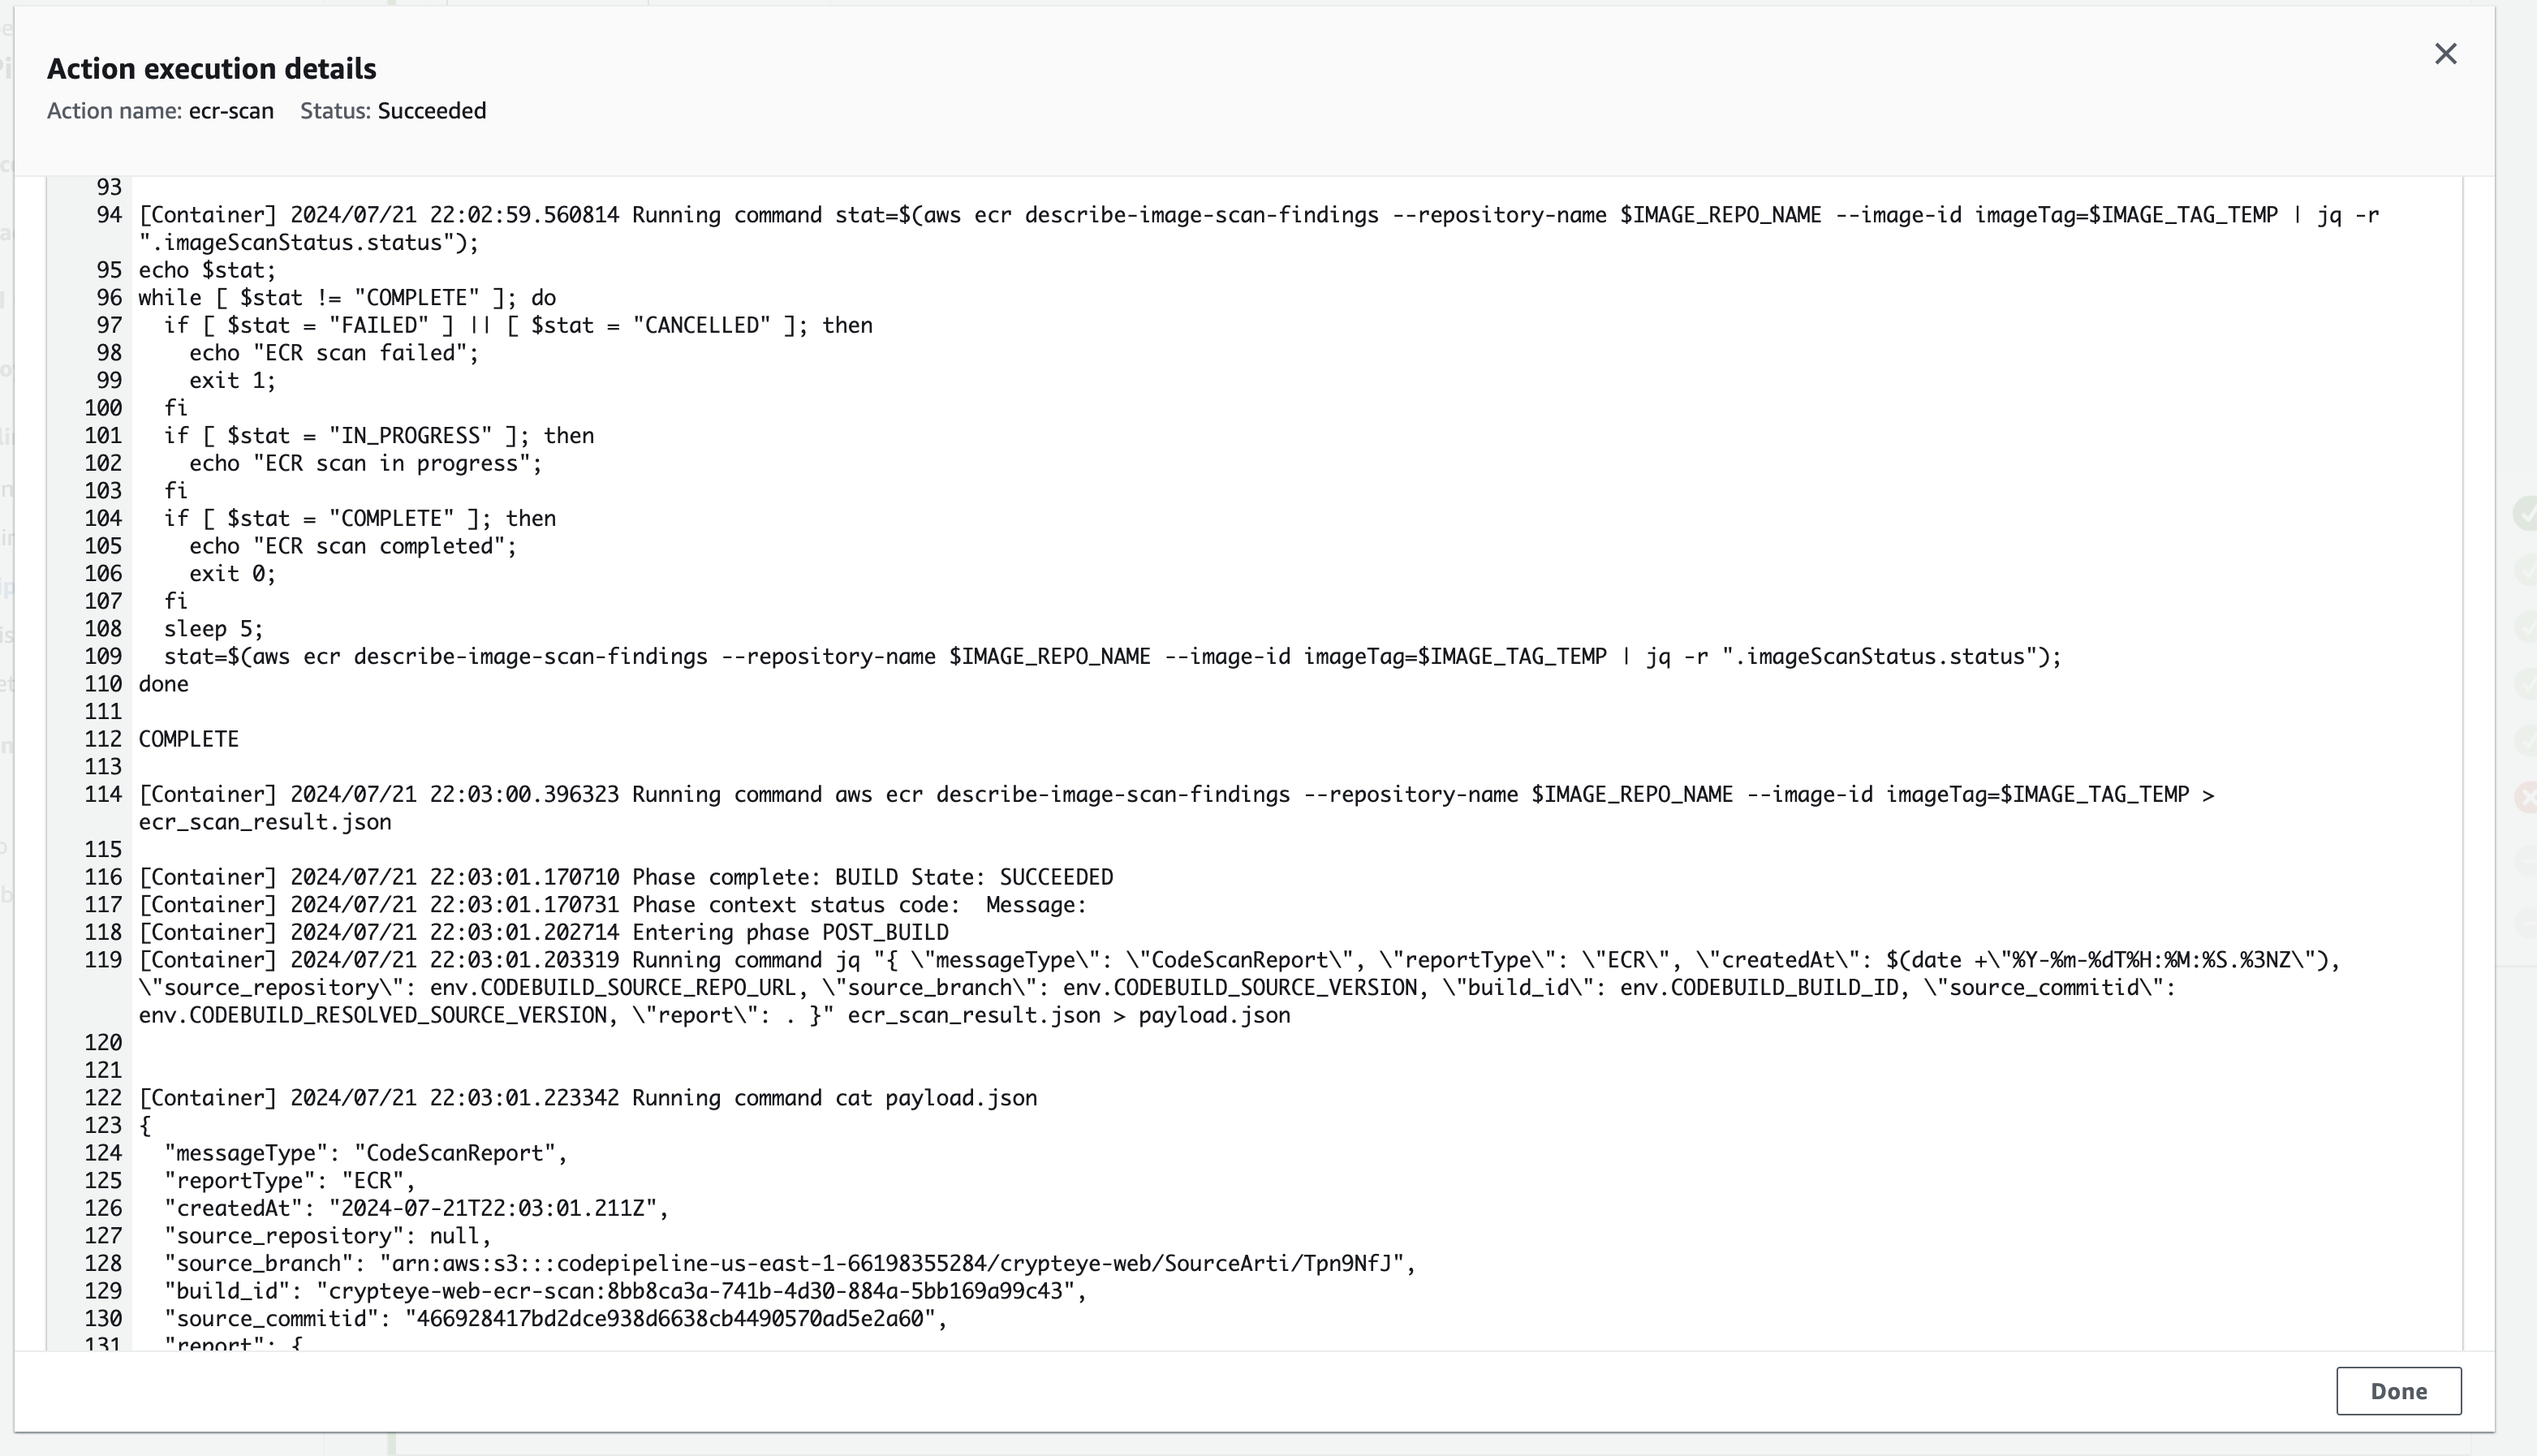 Action execution details
Action name: ecr-scan Status: Succeeded
93
94 [Container] 2024/07/21 22:02:59.560814 Running command stat=$(aws ecr describe-image-scan-findings --repository-name $IMAGE_REPO_NAME --image-id imageTag=$IMAGE_TAG_TEMP | jq -r
".imageScanStatus.status");
95 echo $stat;
96 while [ $stat != "COMPLETE" ]; do
97   if [ $stat = "FAILED" ] || [ $stat = "CANCELLED" ]; then
98     echo "ECR scan failed";
99     exit 1;
100   fi
101   if [ $stat = "IN_PROGRESS" ]; then
102     echo "ECR scan in progress";
103   fi
104   if [ $stat = "COMPLETE" ]; then
105     echo "ECR scan completed";
106     exit 0;
107   fi
108   sleep 5;
109   stat=$(aws ecr describe-image-scan-findings --repository-name $IMAGE_REPO_NAME --image-id imageTag=$IMAGE_TAG_TEMP | jq -r ".imageScanStatus.status");
110 done
111
112 COMPLETE
113
114 [Container] 2024/07/21 22:03:00.396323 Running command aws ecr describe-image-scan-findings --repository-name $IMAGE_REPO_NAME --image-id imageTag=$IMAGE_TAG_TEMP >
ecr_scan_result.json
115
116 [Container] 2024/07/21 22:03:01.170710 Phase complete: BUILD State: SUCCEEDED
117 [Container] 2024/07/21 22:03:01.170731 Phase context status code:  Message:
118 [Container] 2024/07/21 22:03:01.202714 Entering phase POST_BUILD
119 [Container] 2024/07/21 22:03:01.203319 Running command jq "{ \"messageType\": \"CodeScanReport\", \"reportType\": \"ECR\", \"createdAt\": $(date +\"%Y-%m-%dT%H:%M:%S.%3NZ\"),
\"source_repository\": env.CODEBUILD_SOURCE_REPO_URL, \"source_branch\": env.CODEBUILD_SOURCE_VERSION, \"build_id\": env.CODEBUILD_BUILD_ID, \"source_commitid\":
env.CODEBUILD_RESOLVED_SOURCE_VERSION, \"report\": . }" ecr_scan_result.json > payload.json
120
121
122 [Container] 2024/07/21 22:03:01.223342 Running command cat payload.json
123 {
124   "messageType": "CodeScanReport",
125   "reportType": "ECR",
126   "createdAt": "2024-07-21T22:03:01.211Z",
127   "source_repository": null,
128   "source_branch": "arn:aws:s3:::codepipeline-us-east-1-66198355284/crypteye-web/SourceArti/Tpn9NfJ",
129   "build_id": "crypteye-web-ecr-scan:8bb8ca3a-741b-4d30-884a-5bb169a99c43",
130   "source_commitid": "466928417bd2dce938d6638cb4490570ad5e2a60",
131   "report": {
Done